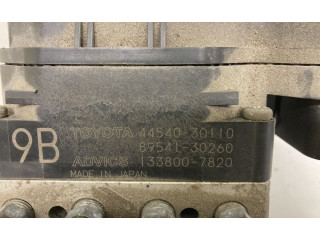 TOYOTA 44540-30110
89541-30260
9B
ADVICS 133800-7820
MADE IN JAPAN